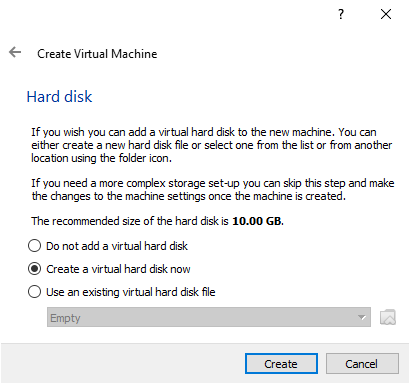 ?
Create Virtual Machine
Hard disk
If you wish you can add a virtual hard disk to the new machine. You can
either create a new hard disk file or select one from the list or from another
location using the folder icon.
If you need a more complex storage set-up you can skip this step and make
the changes to the machine settings once the machine is created.
The recommended size of the hard disk is 10.00 GB.
Do not add a virtual hard disk
Create a virtual hard disk now
Use an existing virtual hard disk file
Empty
Create Cancel